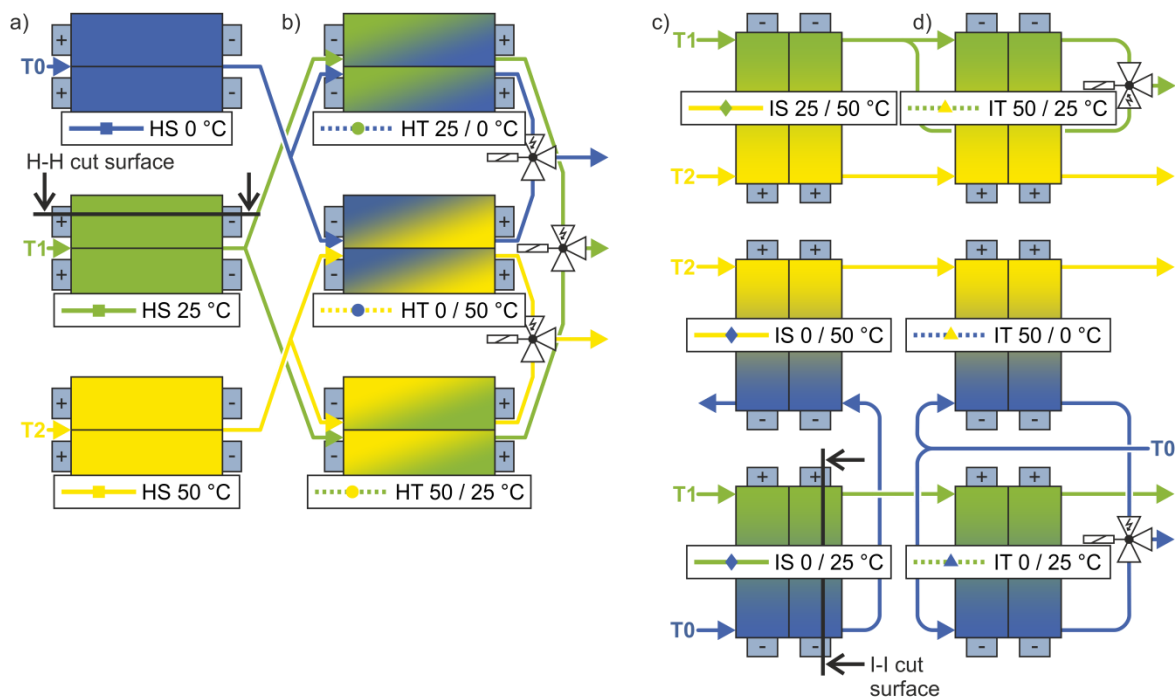 a)
b)
c)
d)
+
-
-
-
T0
+
-
-
-
HS 0 °C
HT 25 / 0 °C
H-H cut surface
+
-
-
+
T1
+
-
-
+
HS 25 °C
HT 0 / 50 °C
+
-
+
-
T2
+
-
+
-
HS 50 °C
HT 50 / 25 °C
-
-
-
-
T1
IS 25 / 50 °C
IT 50 / 25 °C
T2
+
+
+
+
+
+
+
+
T2
IS 0 / 50 °C
IT 50 / 0 °C
-
-
-
-
T0
+
+
+
+
T1
IS 0 / 25 °C
IT 0 / 25 °C
T0
-
-
-
-
I-I cut
surface